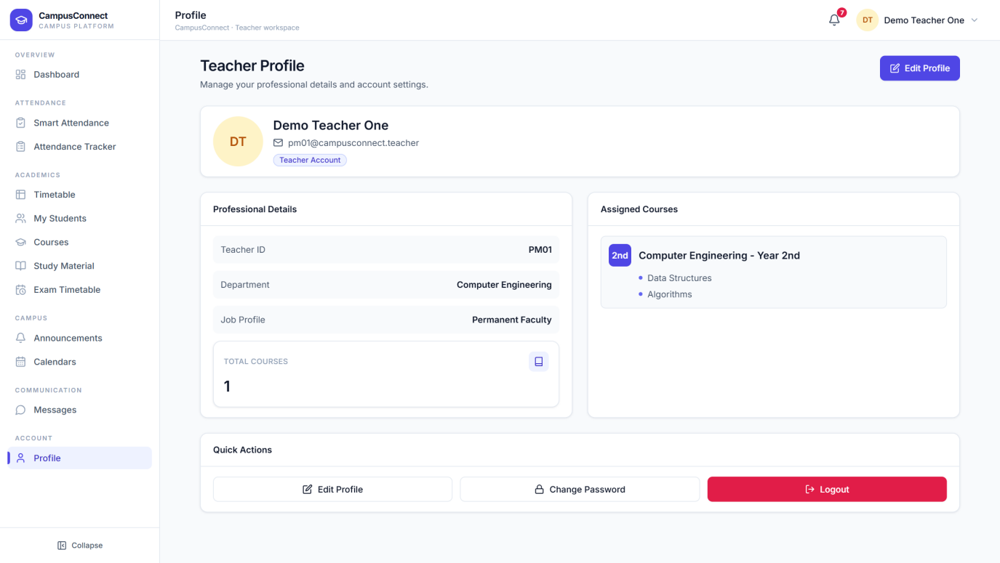 CampusConnect
CAMPUS PLATFORM
OVERVIEW
Dashboard
ATTENDANCE
Smart Attendance
Attendance Tracker
ACADEMICS
Timetable
My Students
Courses
Study Material
Exam Timetable
CAMPUS
Announcements
Calendars
COMMUNICATION
Messages
ACCOUNT
Profile
Collapse
Profile
CampusConnect · Teacher workspace
7
DT
Demo Teacher One
Teacher Profile
Manage your professional details and account settings.
Edit Profile
DT
Demo Teacher One
pm01@campusconnect.teacher
Teacher Account
Professional Details
Teacher ID PM01
Department Computer Engineering
Job Profile Permanent Faculty
TOTAL COURSES
1
Assigned Courses
2nd Computer Engineering - Year 2nd
Data Structures
Algorithms
Quick Actions
Edit Profile
Change Password
Logout